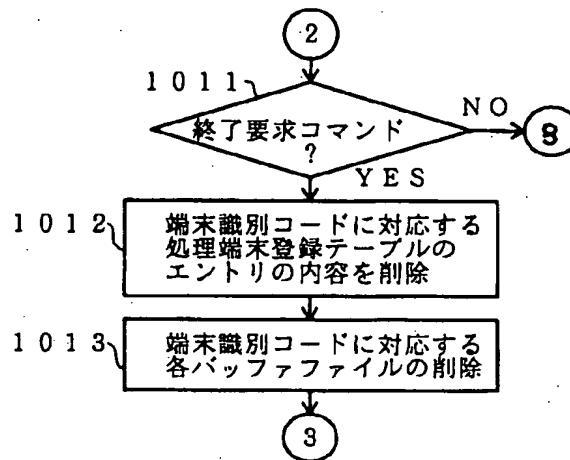 2
1011
終了要求コマンド
?
NO
8
YES
1012
端末識別コードに対応する
処理端末登録テーブルの
エントリの内容を削除
1013
端末識別コードに対応する
各バッファファイルの削除
3